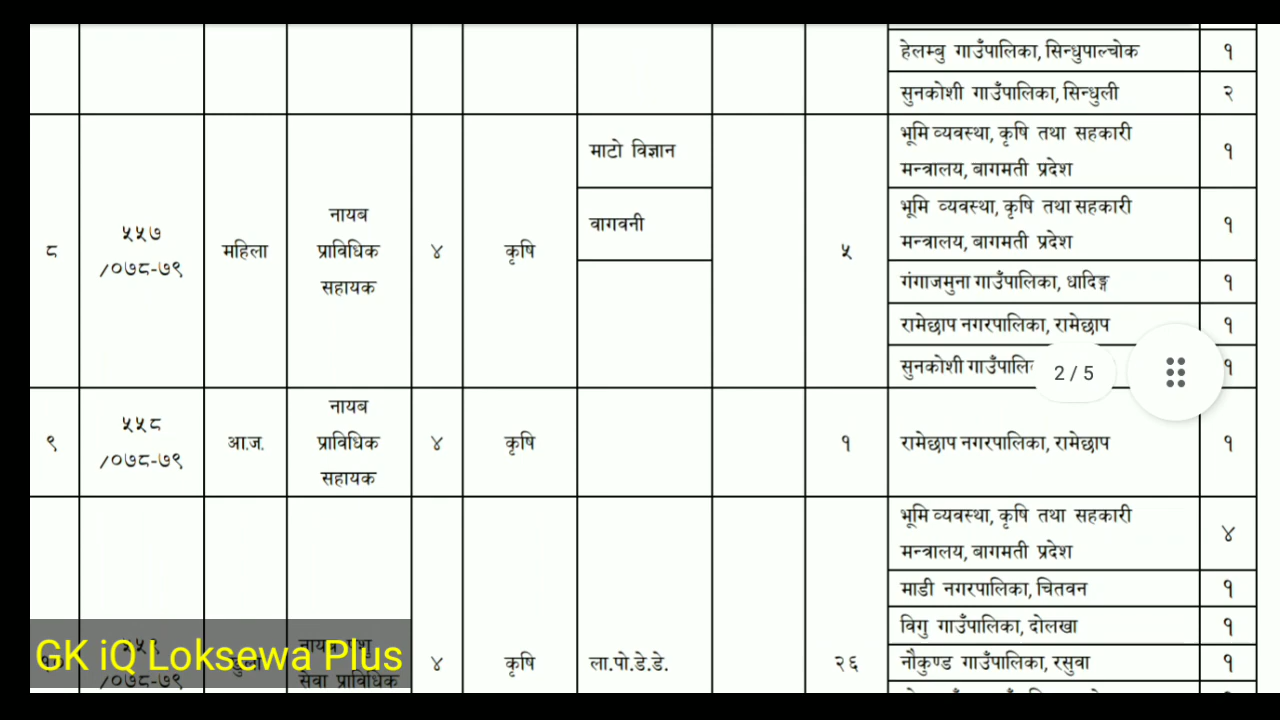 हेलम्बु गाउँपालिका, सिन्धुपाल्चोक १
सुनकोशी गाउँपालिका, सिन्धुली २
८
५५७
/०७८-७९
महिला
नायब
प्राविधिक
सहायक
४
कृषि
माटो विज्ञान
वागवनी
५
भूमि व्यवस्था, कृषि तथा सहकारी
मन्त्रालय, बागमती प्रदेश
१
भूमि व्यवस्था, कृषि तथा सहकारी
मन्त्रालय, बागमती प्रदेश
१
गंगाजमुना गाउँपालिका, धादिङ्ग १
रामेछाप नगरपालिका, रामेछाप १
सुनकोशी १
2 / 5
९
५५८
/०७८-७९
आ.ज.
नायब
प्राविधिक
सहायक
४
कृषि
१
रामेछाप नगरपालिका, रामेछाप १
/०७८-७९
सेवा प्राविधिक
४
कृषि
ला.पो.डे.डे.
२६
भूमि व्यवस्था, कृषि तथा सहकारी
मन्त्रालय, बागमती प्रदेश
४
माडी नगरपालिका, चितवन १
विगु गाउँपालिका, दोलखा १
नौकुण्ड गाउँपालिका, रसुवा १
GK iQ Loksewa Plus